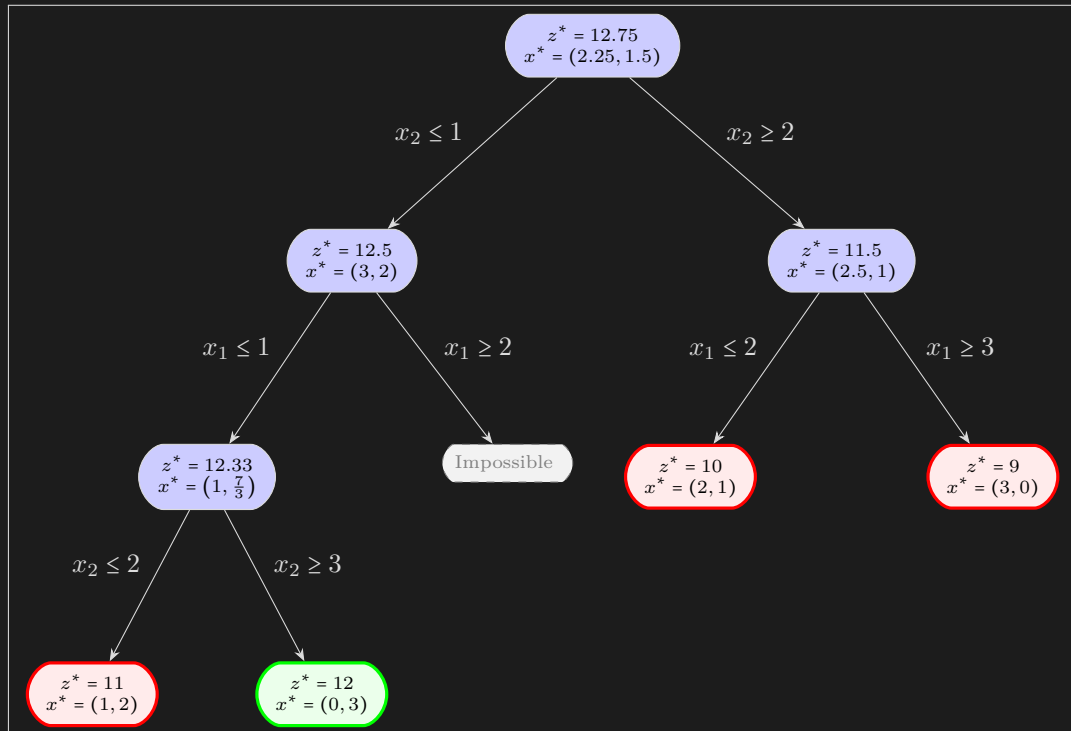 z* = 12.75
x* = (2.25, 1.5)
x₂ ≤ 1
x₂ ≥ 2
z* = 12.5
x* = (3, 2)
z* = 11.5
x* = (2.5, 1)
x₁ ≤ 1
x₁ ≥ 2
x₁ ≤ 2
x₁ ≥ 3
z* = 12.33
x* = (1, 7/3)
Impossible
z* = 10
x* = (2, 1)
z* = 9
x* = (3, 0)
x₂ ≤ 2
x₂ ≥ 3
z* = 11
x* = (1, 2)
z* = 12
x* = (0, 3)